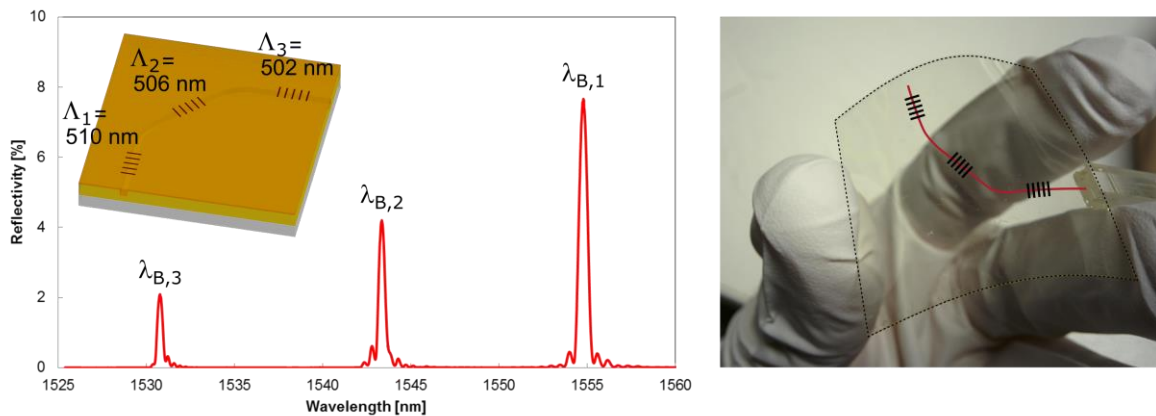 10
8
6
4
2
0
Reflectivity [%]
Λ1=
510 nm
Λ2=
506 nm
Λ3=
502 nm
λB,3
λB,2
λB,1
1525 1530 1535 1540 1545 1550 1555 1560
Wavelength [nm]